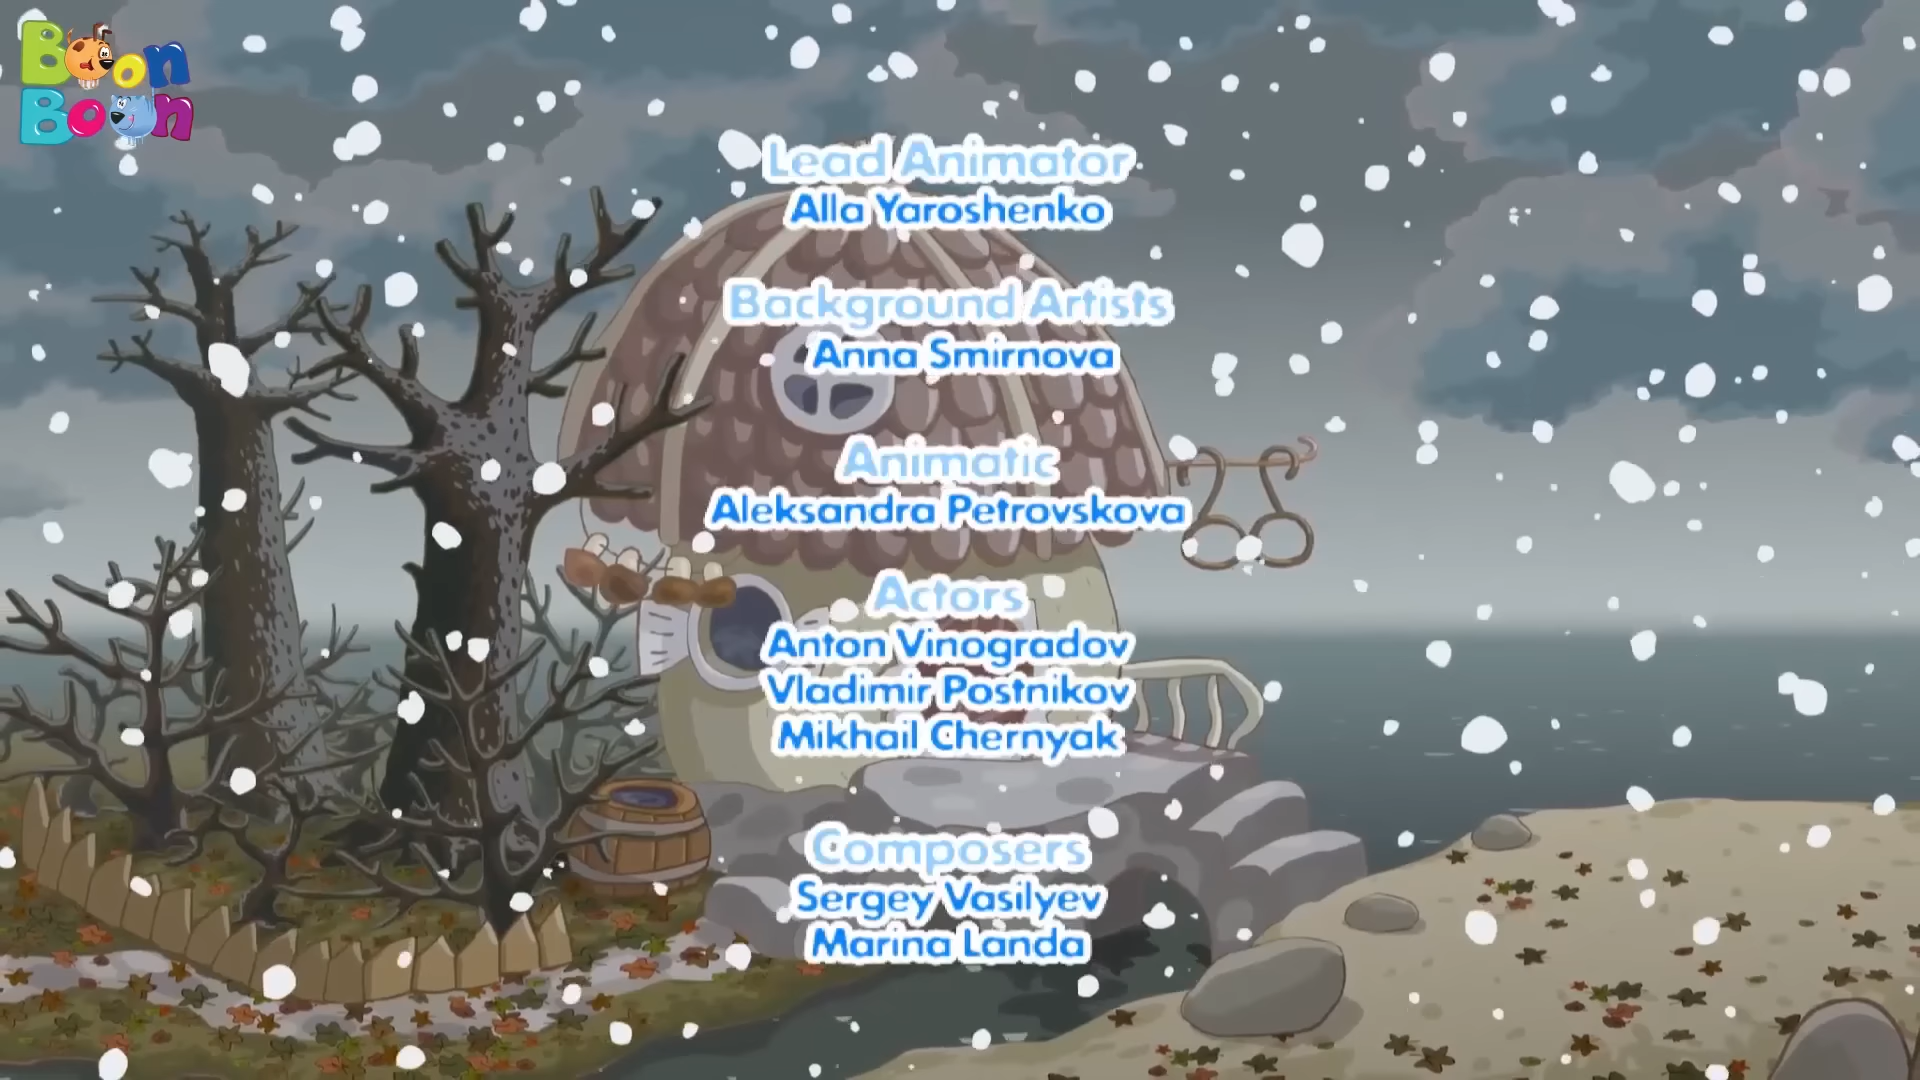 Boon
Boon
Lead Animator
Alla Yaroshenko
Background Artists
Anna Smirnova
Animatic
Aleksandra Petrovskova
Actors
Anton Vinogradov
Vladimir Postnikov
Mikhail Chernyak
Composers
Sergey Vasilyev
Marina Landa